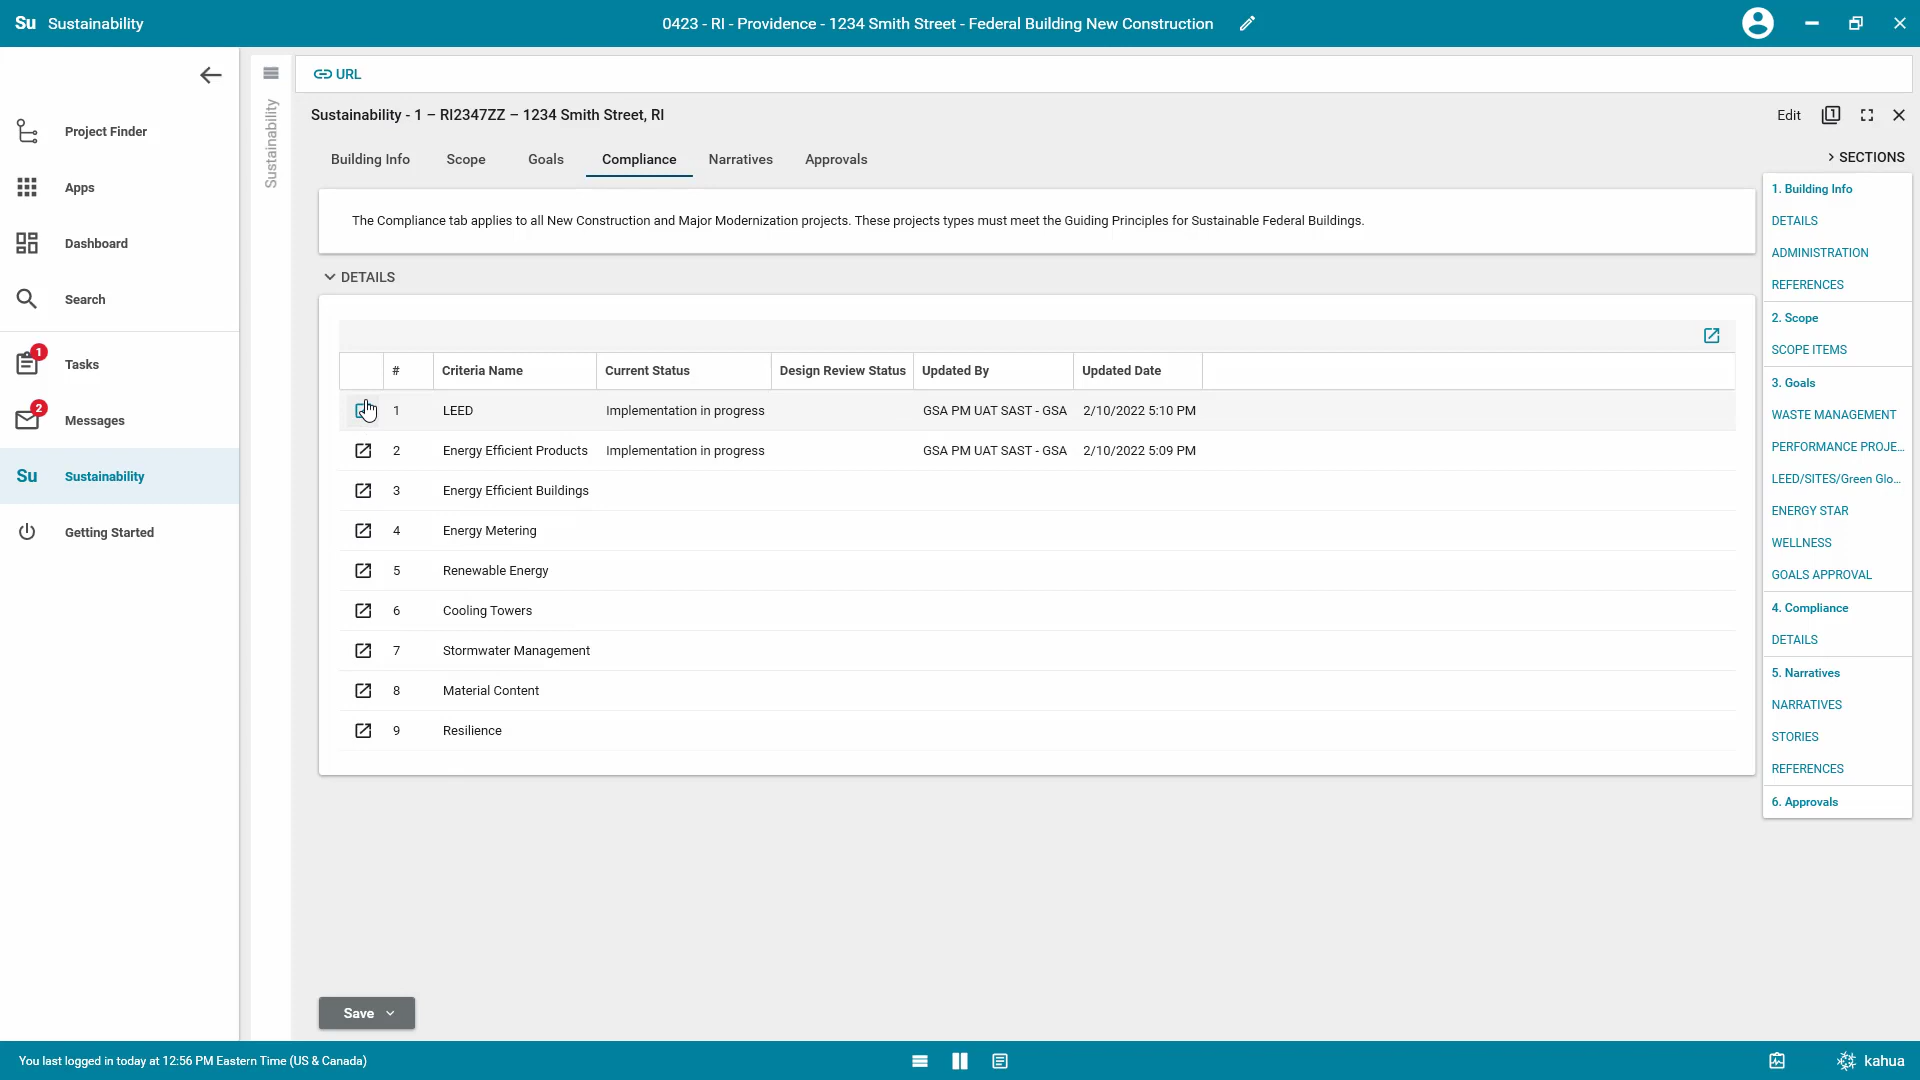 Su Sustainability
0423 - RI - Providence - 1234 Smith Street - Federal Building New Construction
Project Finder
Apps
Dashboard
Search
1
Tasks
2
Messages
Su Sustainability
Getting Started
Sustainability
URL
Sustainability - 1 – RI2347ZZ – 1234 Smith Street, RI
Edit
1
Building Info Scope Goals Compliance Narratives Approvals
The Compliance tab applies to all New Construction and Major Modernization projects. These projects types must meet the Guiding Principles for Sustainable Federal Buildings.
DETAILS
# Criteria Name Current Status Design Review Status Updated By Updated Date
1 LEED Implementation in progress GSA PM UAT SAST - GSA 2/10/2022 5:10 PM
2 Energy Efficient Products Implementation in progress GSA PM UAT SAST - GSA 2/10/2022 5:09 PM
3 Energy Efficient Buildings
4 Energy Metering
5 Renewable Energy
6 Cooling Towers
7 Stormwater Management
8 Material Content
9 Resilience
SECTIONS
1. Building Info
DETAILS
ADMINISTRATION
REFERENCES
2. Scope
SCOPE ITEMS
3. Goals
WASTE MANAGEMENT
PERFORMANCE PROJE...
LEED/SITES/Green Glo...
ENERGY STAR
WELLNESS
GOALS APPROVAL
4. Compliance
DETAILS
5. Narratives
NARRATIVES
STORIES
REFERENCES
6. Approvals
Save
You last logged in today at 12:56 PM Eastern Time (US & Canada)
kahua